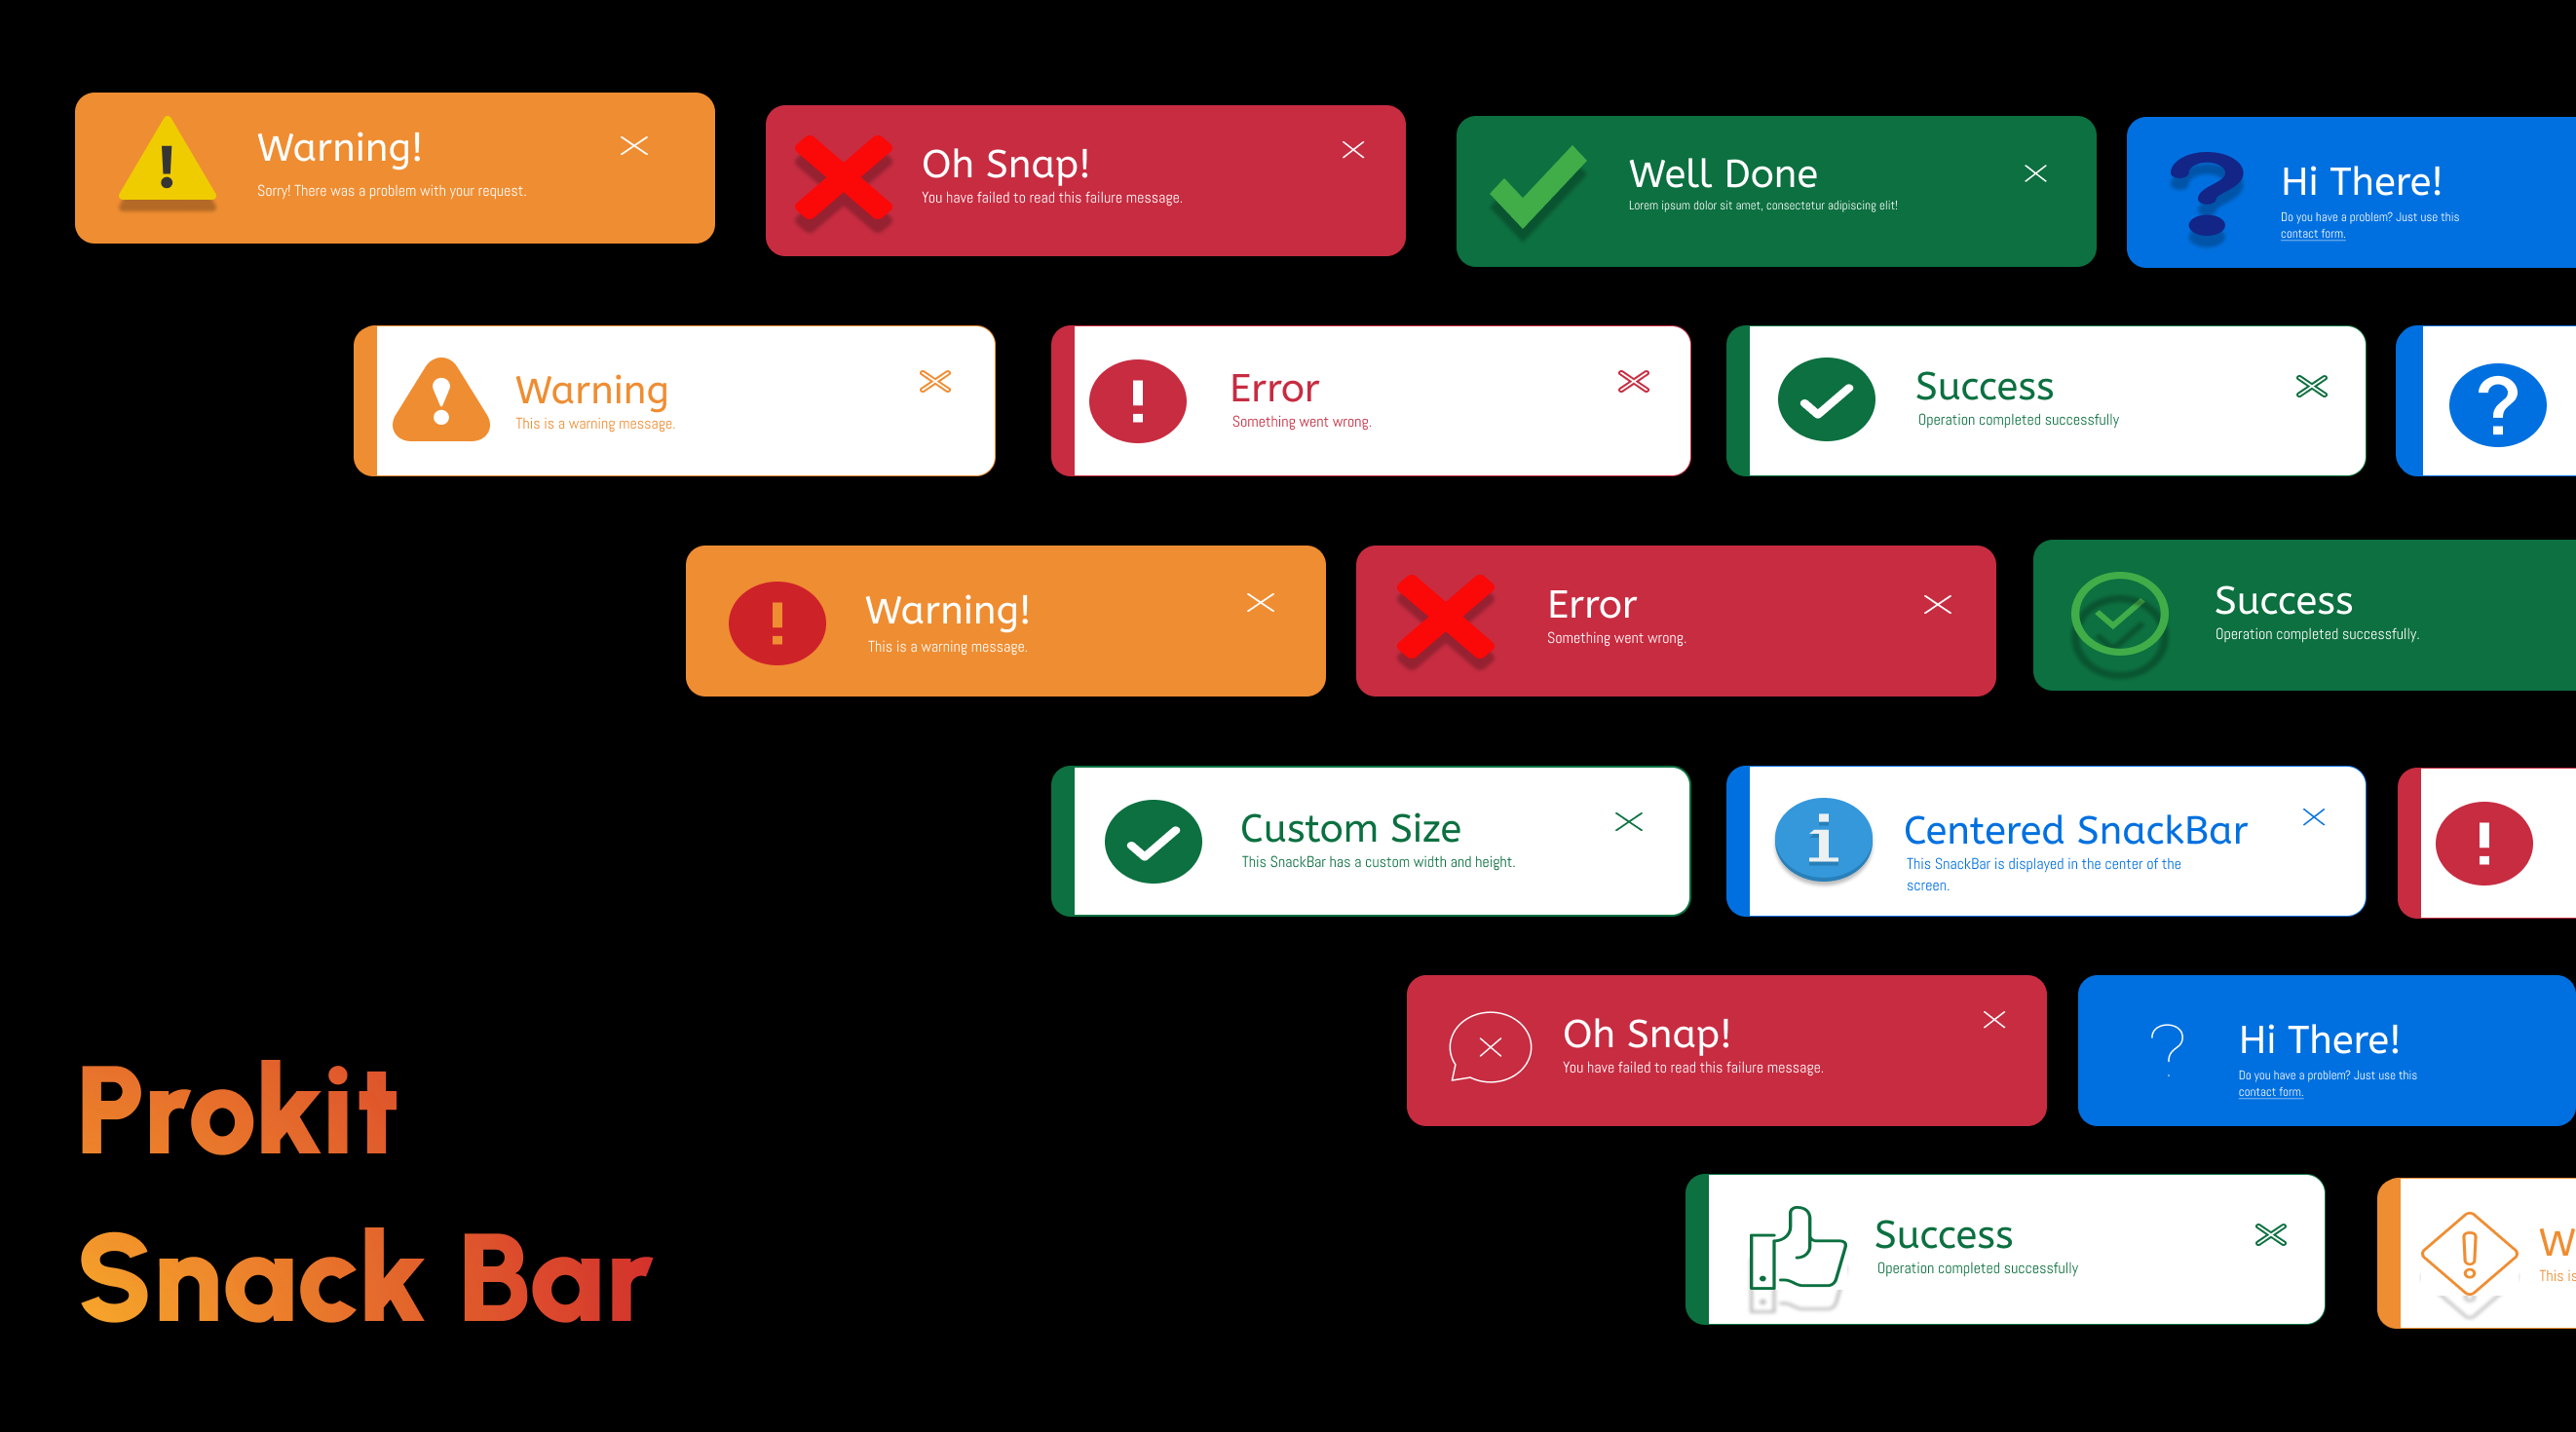 Warning!
Sorry! There was a problem with your request.
Oh Snap!
You have failed to read this failure message.
Well Done
Lorem ipsum dolor sit amet, consectetur adipiscing elit!
Hi There!
Do you have a problem? Just use this
contact form.
Warning
This is a warning message.
Error
Something went wrong.
Success
Operation completed successfully
Warning!
This is a warning message.
Error
Something went wrong.
Success
Operation completed successfully.
Custom Size
This SnackBar has a custom width and height.
Centered SnackBar
This SnackBar is displayed in the center of the
screen.
Oh Snap!
You have failed to read this failure message.
Hi There!
Do you have a problem? Just use this
contact form.
Success
Operation completed successfully
This is
Prokit
Snack Bar